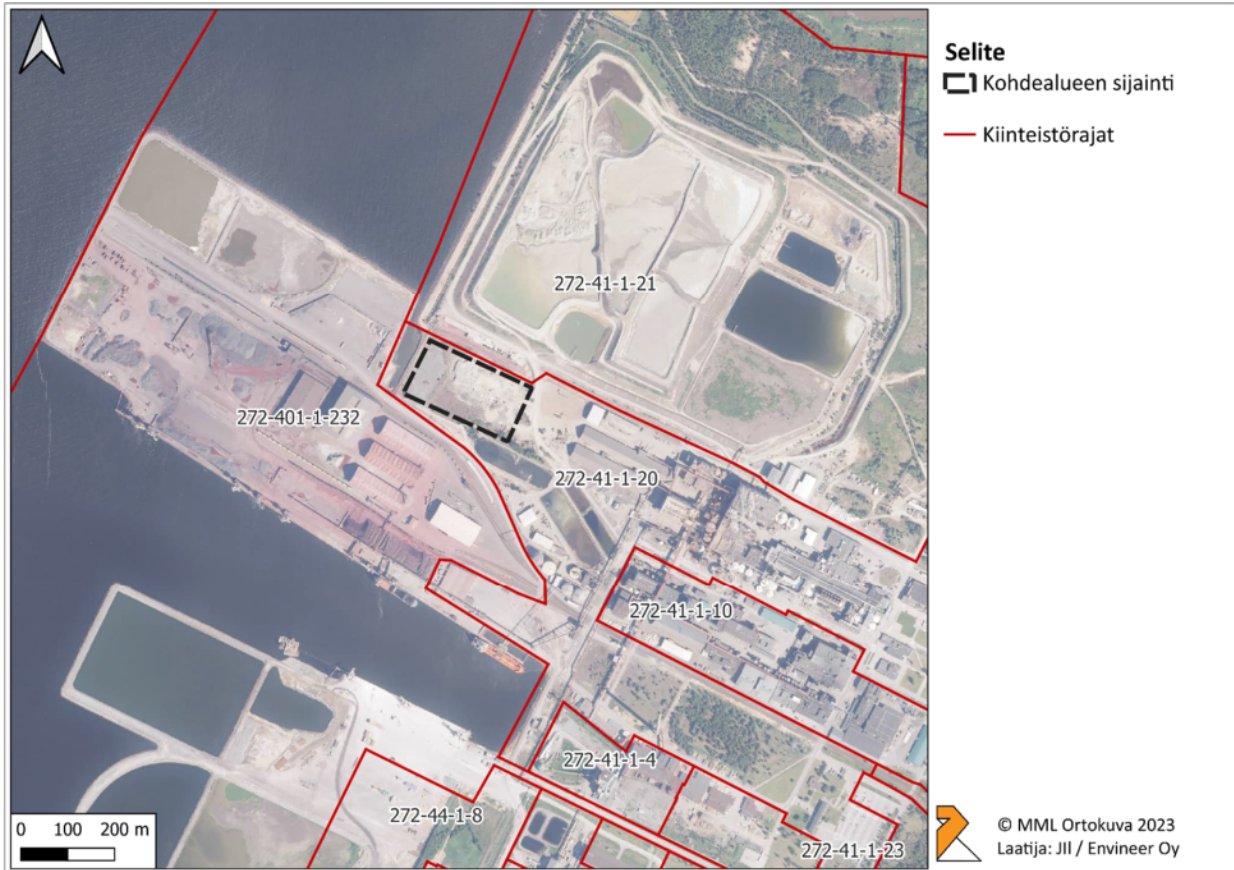 Selite
Kohdealueen sijainti
Kiinteistörajat
272-41-1-21
272-401-1-232
272-41-1-20
272-41-1-10
272-41-1-4
272-44-1-8
272-41-1-23
0 100 200 m
© MML Ortokuva 2023
Laatija: JIl / Envineer Oy